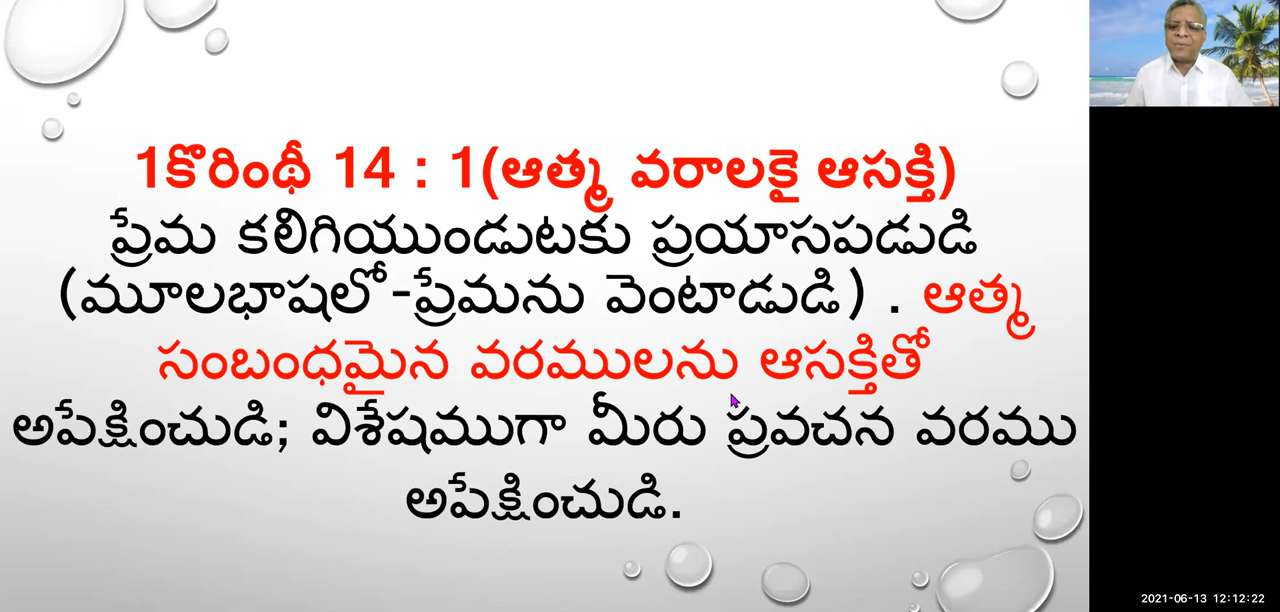 1కొరింథీ 14 : 1(ఆత్మ వరాలకై ఆసక్తి)
ప్రేమ కలిగియుండుటకు ప్రయాసపడుడి
(మూలభాషలో-ప్రేమను వెంటాడుడి) . ఆత్మ
సంబంధమైన వరములను ఆసక్తితో
అపేక్షించుడి; విశేషముగా మీరు ప్రవచన వరము
అపేక్షించుడి.
2021-06-13 12:12:22